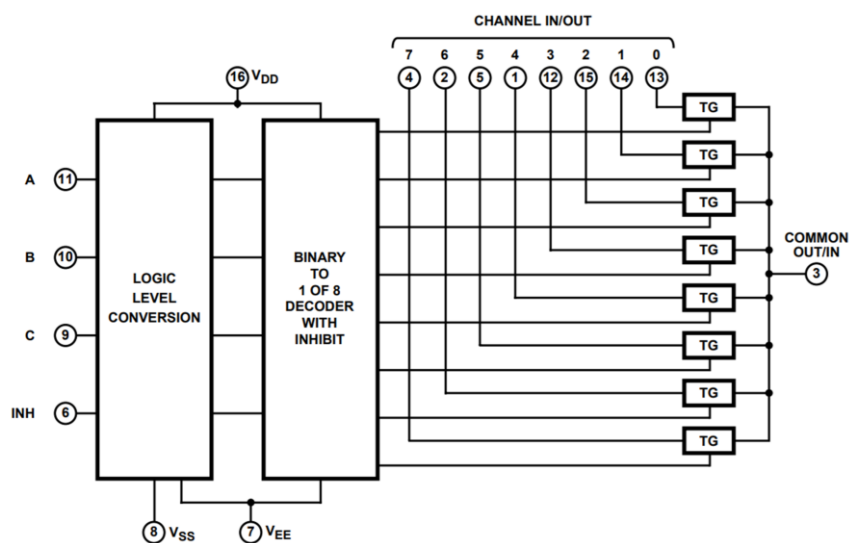 CHANNEL IN/OUT
7 6 5 4 3 2 1 0
4 2 5 1 12 15 14 13
16 VDD
TG
TG
TG
TG
TG
TG
TG
TG
A 11
B 10
C 9
INH 6
LOGIC
LEVEL
CONVERSION
BINARY
TO
1 OF 8
DECODER
WITH
INHIBIT
COMMON
OUT/IN
3
8 VSS
7 VEE